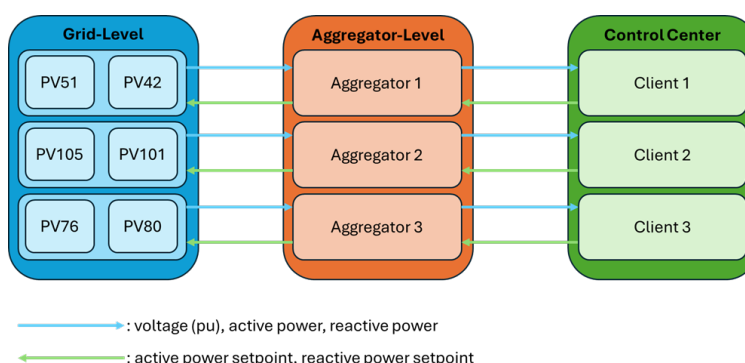 Grid-Level
Aggregator-Level
Control Center
PV51
PV42
Aggregator 1
Client 1
PV105
PV101
Aggregator 2
Client 2
PV76
PV80
Aggregator 3
Client 3
: voltage (pu), active power, reactive power
: active power setpoint, reactive power setpoint